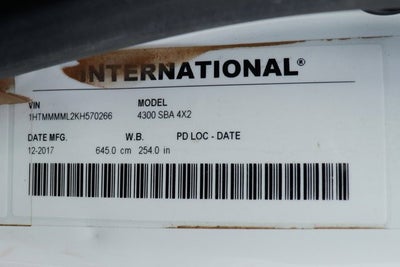 INTERNATIONAL®
VIN MODEL
1HTMMMML2KH570266 4300 SBA 4X2
DATE MFG. W.B. PD LOC - DATE
12-2017 645.0 cm 254.0 in